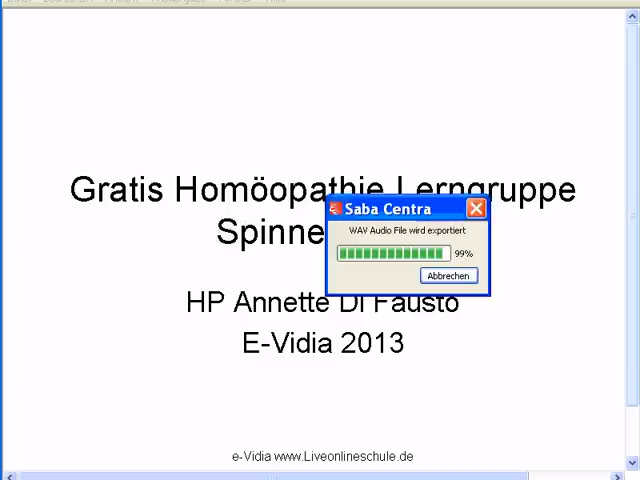 Gratis Homöopathie Lerngruppe
Spinne
HP Annette Di Fausto
E-Vidia 2013
Saba Centra
WAV Audio File wird exportiert
99%
Abbrechen
e-Vidia www.Liveonlineschule.de